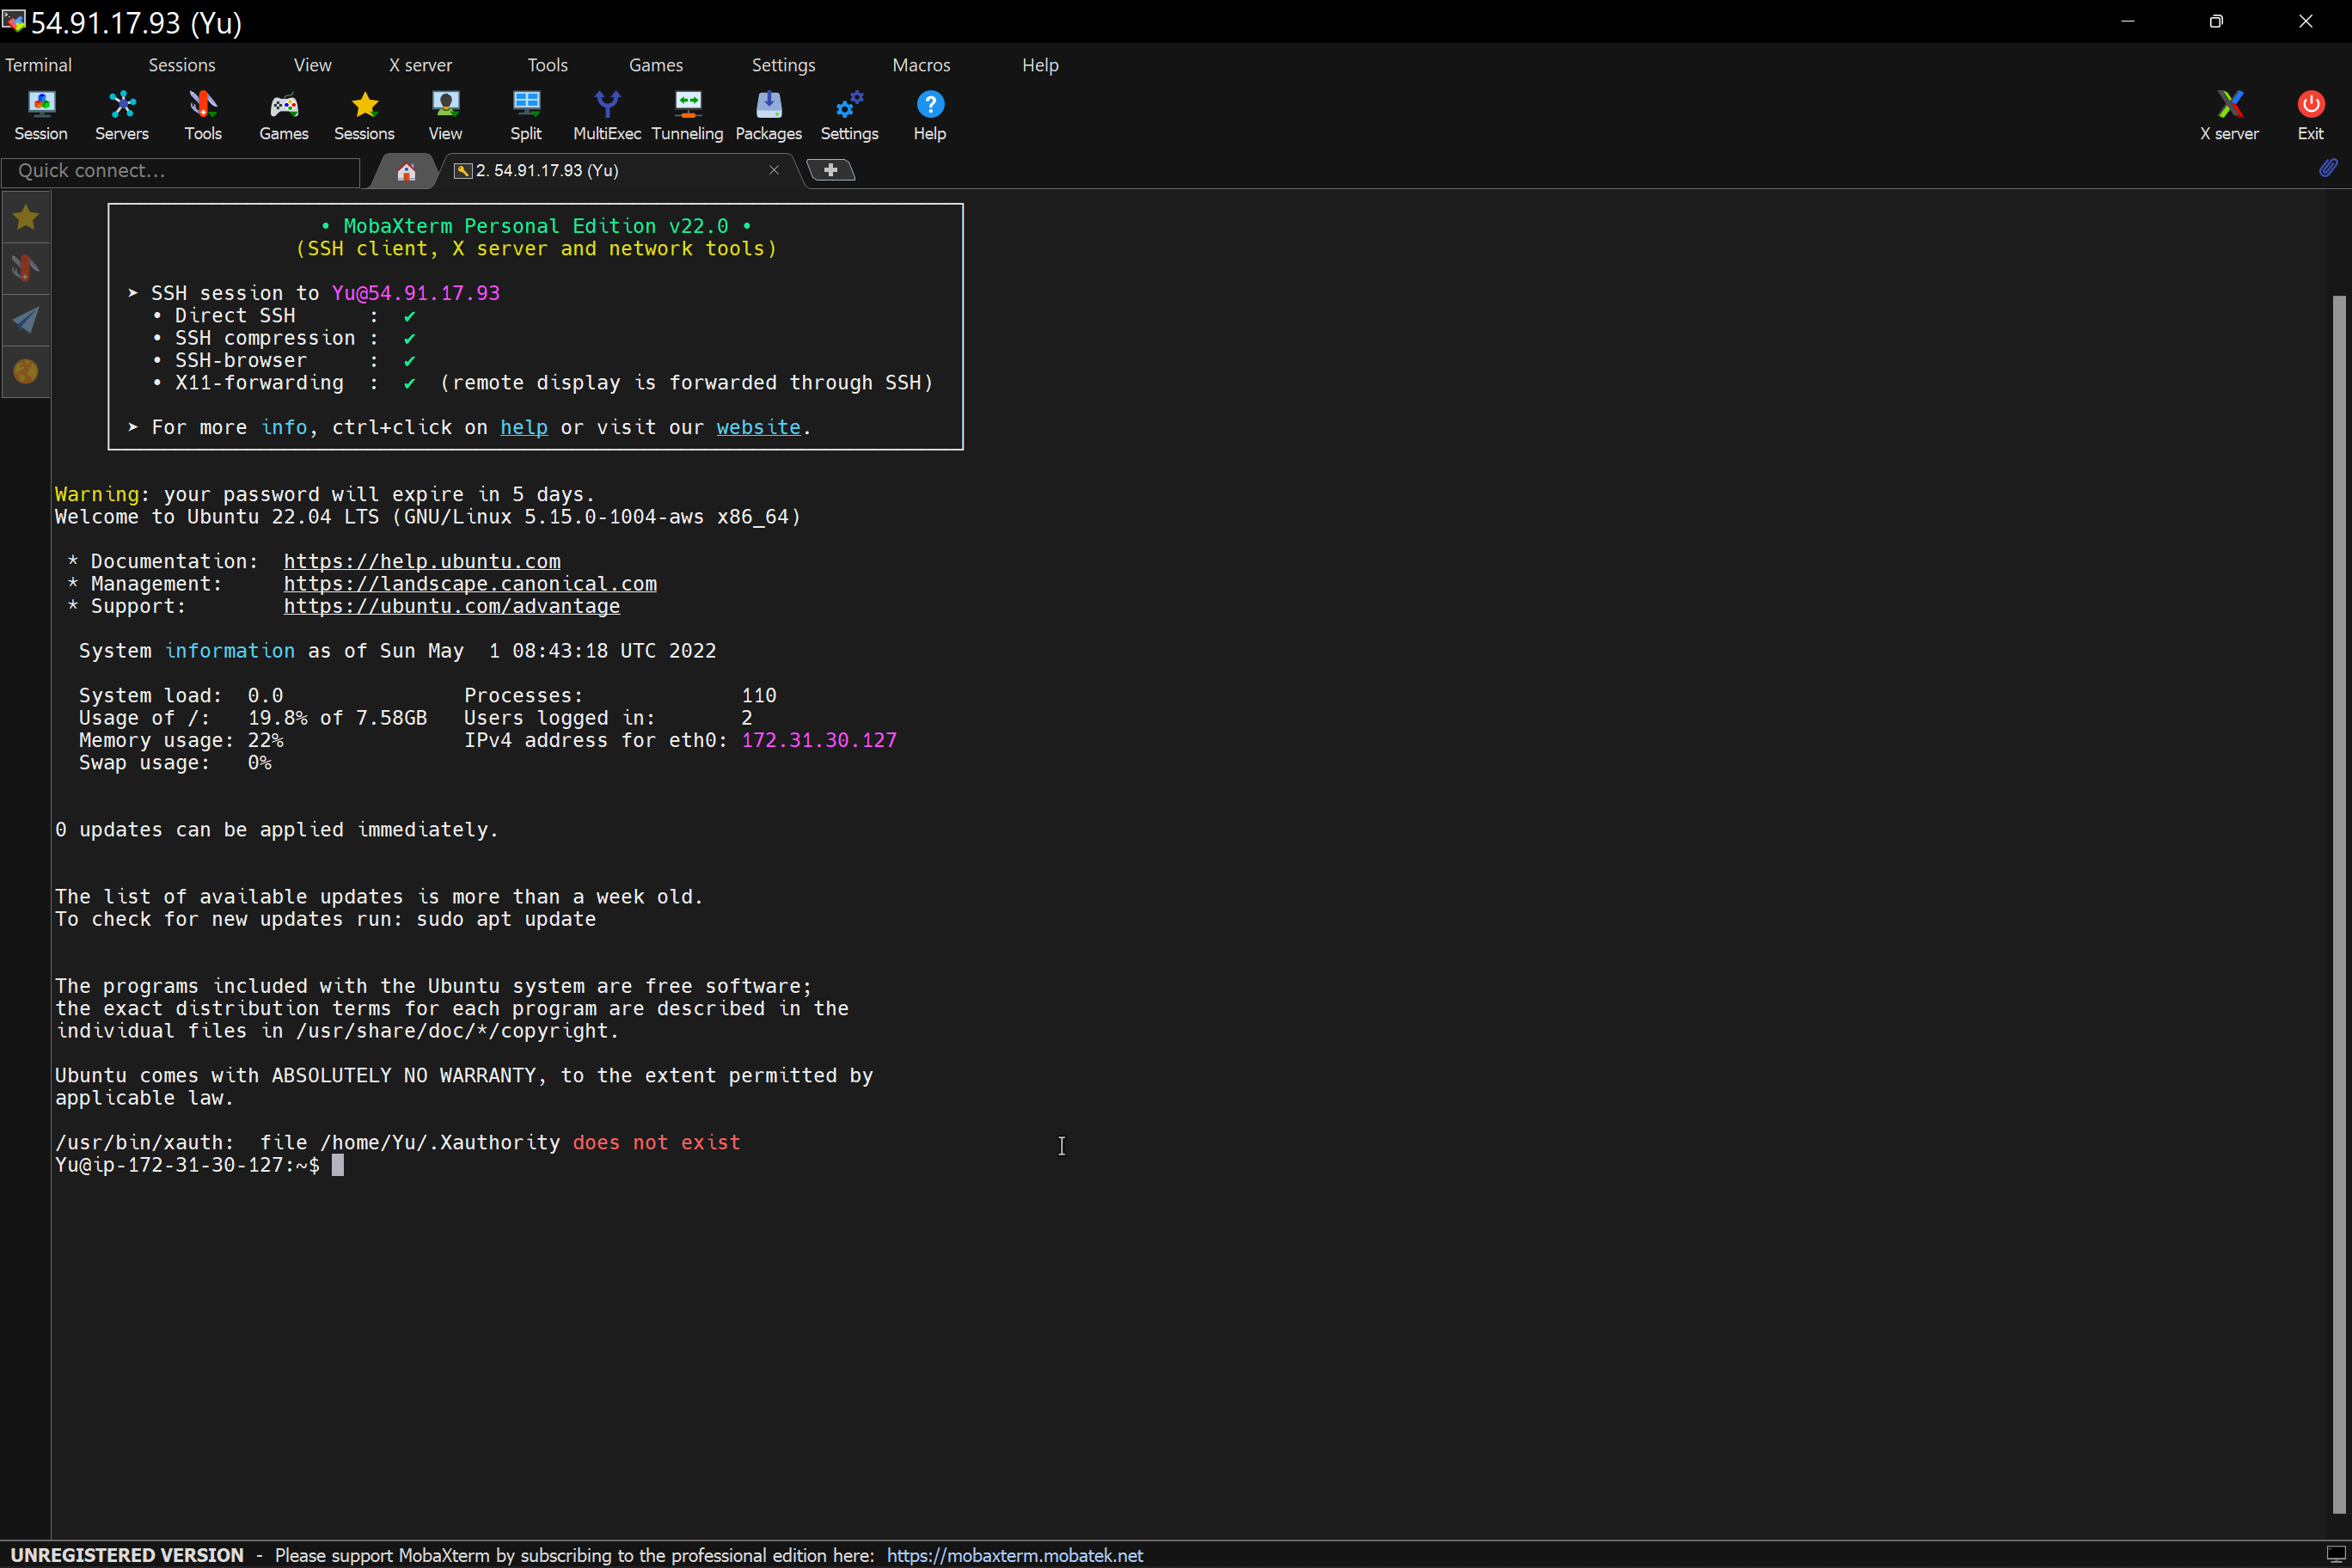 54.91.17.93 (Yu)
Terminal Sessions View X server Tools Games Settings Macros Help
Session Servers Tools Games Sessions View Split MultiExec Tunneling Packages Settings Help X server Exit
Quick connect... 2. 54.91.17.93 (Yu)
• MobaXterm Personal Edition v22.0 •
(SSH client, X server and network tools)
➤ SSH session to Yu@54.91.17.93
• Direct SSH : ✔
• SSH compression : ✔
• SSH-browser : ✔
• X11-forwarding : ✔ (remote display is forwarded through SSH)
➤ For more info, ctrl+click on help or visit our website.
Warning: your password will expire in 5 days.
Welcome to Ubuntu 22.04 LTS (GNU/Linux 5.15.0-1004-aws x86_64)
* Documentation: https://help.ubuntu.com
* Management: https://landscape.canonical.com
* Support: https://ubuntu.com/advantage
System information as of Sun May 1 08:43:18 UTC 2022
System load: 0.0 Processes: 110
Usage of /: 19.8% of 7.58GB Users logged in: 2
Memory usage: 22% IPv4 address for eth0: 172.31.30.127
Swap usage: 0%
0 updates can be applied immediately.
The list of available updates is more than a week old.
To check for new updates run: sudo apt update
The programs included with the Ubuntu system are free software;
the exact distribution terms for each program are described in the
individual files in /usr/share/doc/*/copyright.
Ubuntu comes with ABSOLUTELY NO WARRANTY, to the extent permitted by
applicable law.
/usr/bin/xauth: file /home/Yu/.Xauthority does not exist
Yu@ip-172-31-30-127:~$
UNREGISTERED VERSION - Please support MobaXterm by subscribing to the professional edition here: https://mobaxterm.mobatek.net